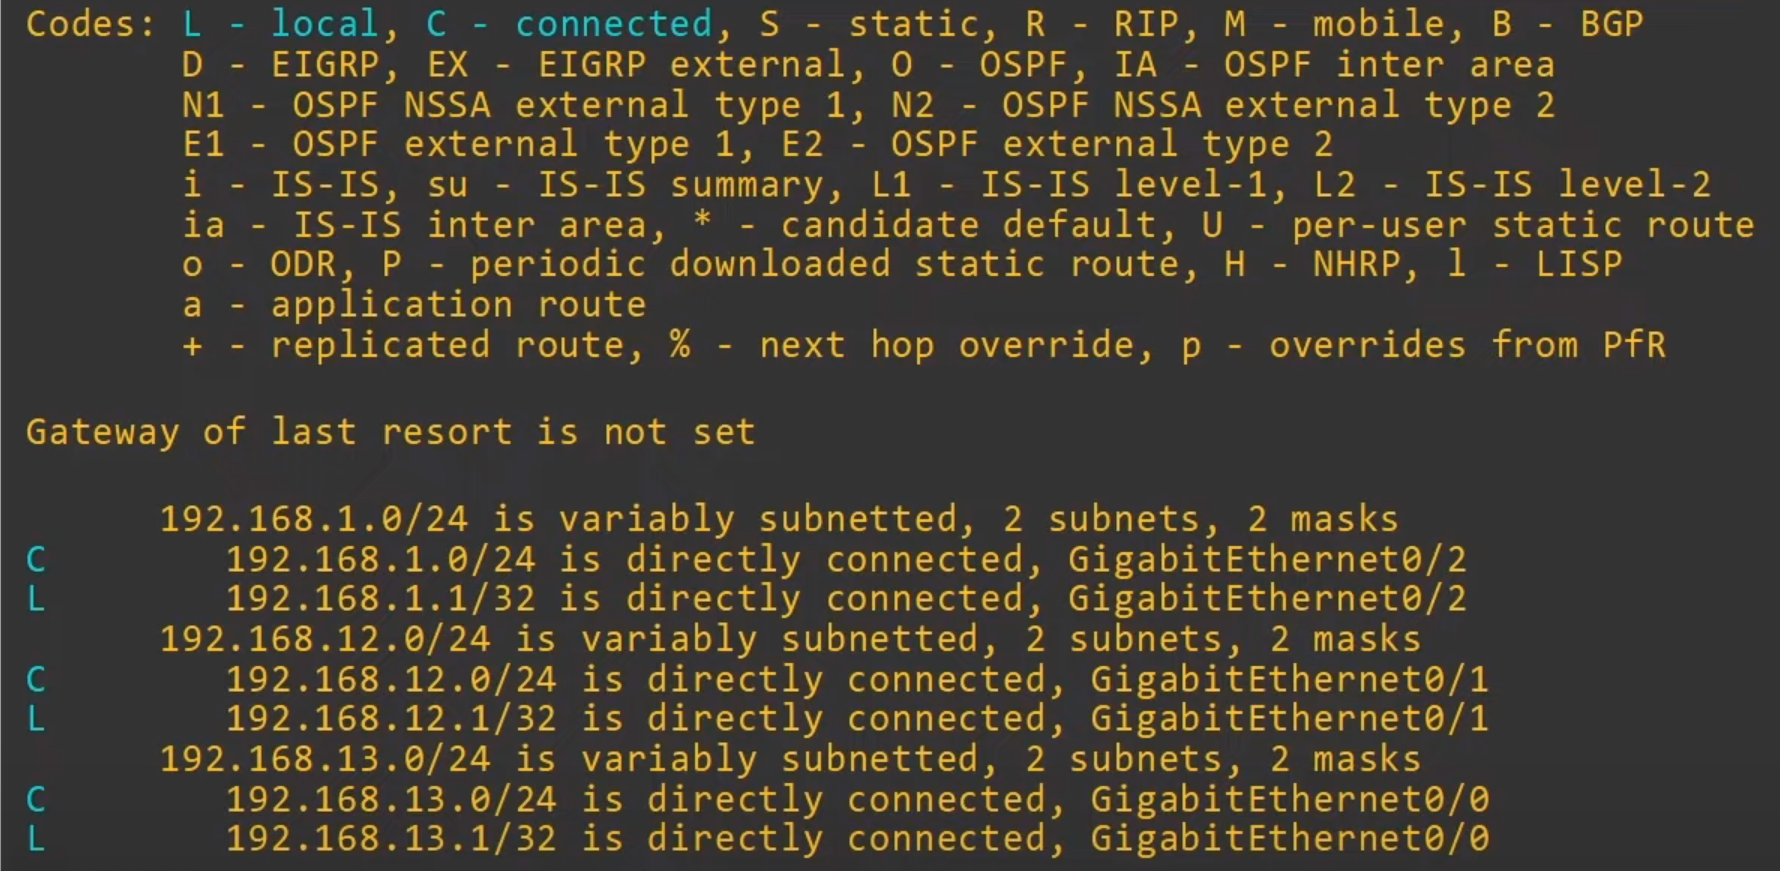 Codes: L - local, C - connected, S - static, R - RIP, M - mobile, B - BGP
D - EIGRP, EX - EIGRP external, O - OSPF, IA - OSPF inter area
N1 - OSPF NSSA external type 1, N2 - OSPF NSSA external type 2
E1 - OSPF external type 1, E2 - OSPF external type 2
i - IS-IS, su - IS-IS summary, L1 - IS-IS level-1, L2 - IS-IS level-2
ia - IS-IS inter area, * - candidate default, U - per-user static route
o - ODR, P - periodic downloaded static route, H - NHRP, l - LISP
a - application route
+ - replicated route, % - next hop override, p - overrides from PfR
Gateway of last resort is not set
192.168.1.0/24 is variably subnetted, 2 subnets, 2 masks
C 192.168.1.0/24 is directly connected, GigabitEthernet0/2
L 192.168.1.1/32 is directly connected, GigabitEthernet0/2
192.168.12.0/24 is variably subnetted, 2 subnets, 2 masks
C 192.168.12.0/24 is directly connected, GigabitEthernet0/1
L 192.168.12.1/32 is directly connected, GigabitEthernet0/1
192.168.13.0/24 is variably subnetted, 2 subnets, 2 masks
C 192.168.13.0/24 is directly connected, GigabitEthernet0/0
L 192.168.13.1/32 is directly connected, GigabitEthernet0/0